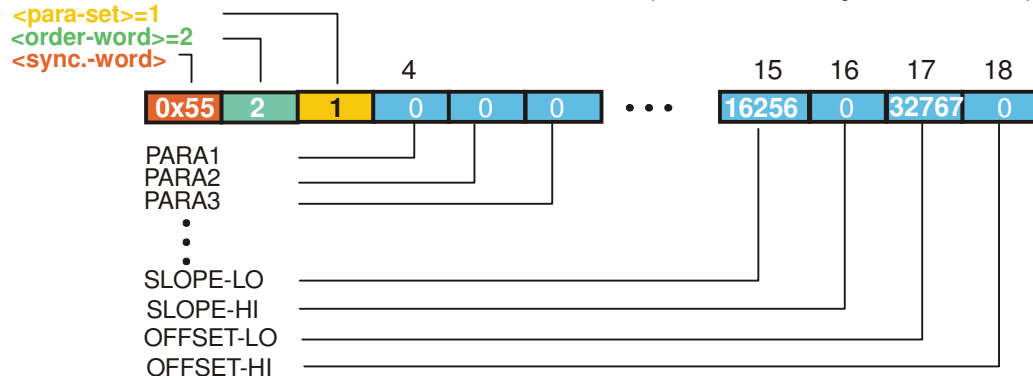 <para-set>=1
<order-word>=2
<sync.-word>
4 15 16 17 18
0x55 2 1 0 0 0 ••• 16256 0 32767 0
PARA1
PARA2
PARA3
SLOPE-LO
SLOPE-HI
OFFSET-LO
OFFSET-HI